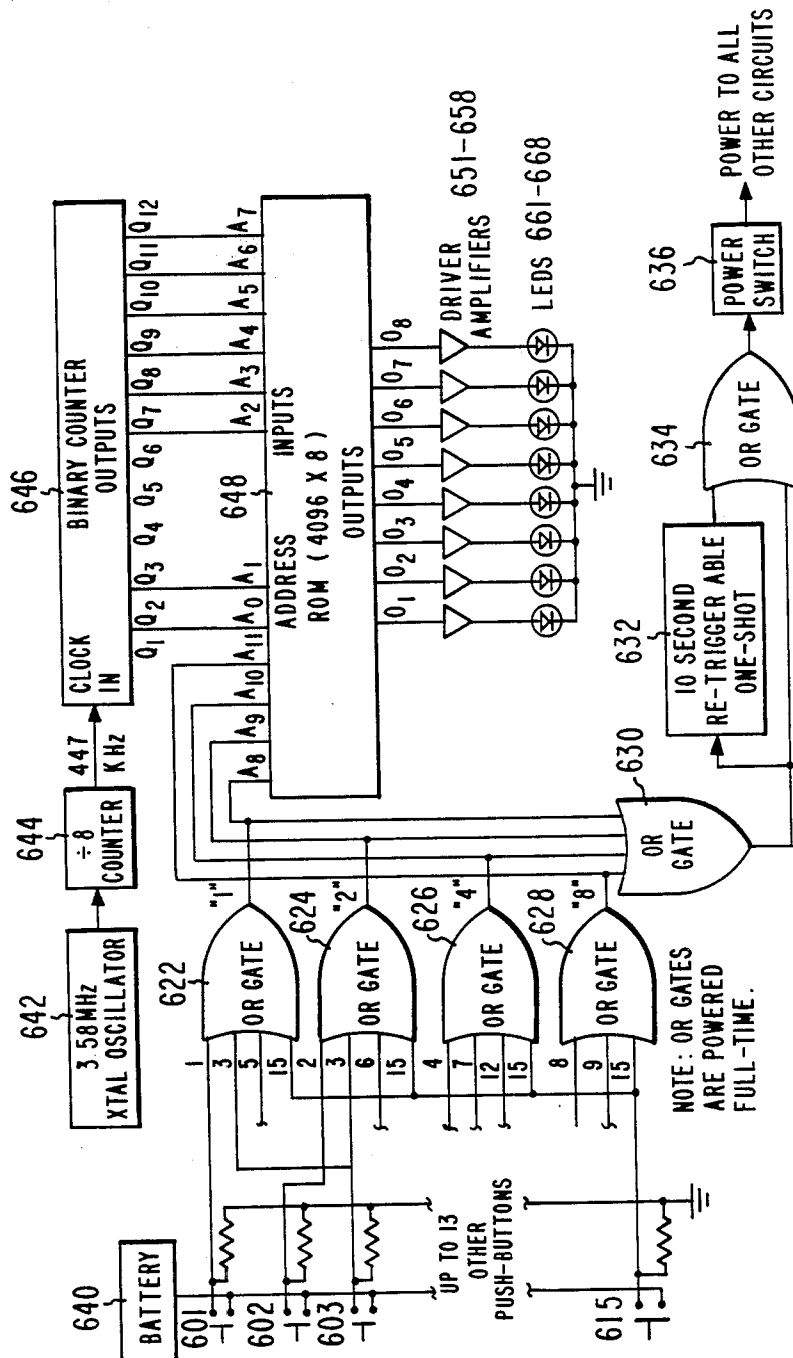 642
3.58MHz
XTAL OSCILLATOR
644
÷8
COUNTER
447
KHz
646
CLOCK
IN
BINARY COUNTER
OUTPUTS
Q1 Q2 Q3 Q4 Q5 Q6 Q7 Q8 Q9 Q10 Q11 Q12
A8 A9 A10 A11 A0 A1 A2 A3 A4 A5 A6 A7
648
ADDRESS INPUTS
ROM (4096 X 8)
OUTPUTS
O1 O2 O3 O4 O5 O6 O7 O8
DRIVER
AMPLIFIERS 651-658
LEDS 661-668
640
BATTERY
601
602
603
615
UP TO 13
OTHER
PUSH-BUTTONS
622
1
3
5
15
OR GATE
"1"
624
2
3
6
15
OR GATE
"2"
626
4
7
12
15
OR GATE
"4"
628
8
9
15
OR GATE
"8"
NOTE: OR GATES
ARE POWERED
FULL-TIME.
630
OR
GATE
632
10 SECOND
RE-TRIGGER ABLE
ONE-SHOT
634
OR GATE
636
POWER
SWITCH
POWER TO ALL
OTHER CIRCUITS